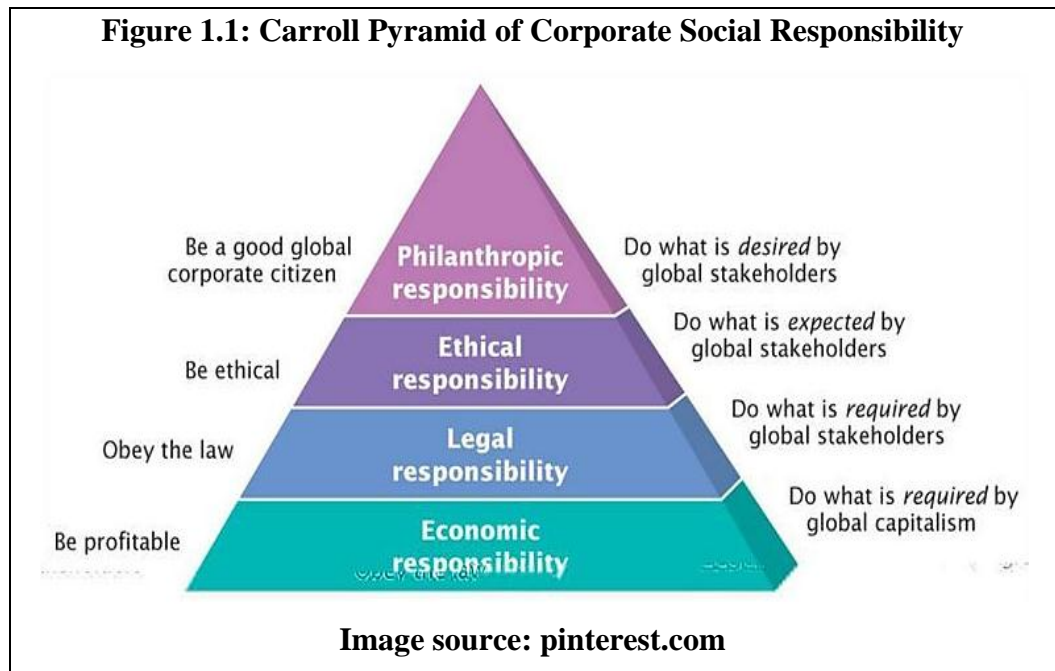 Figure 1.1: Carroll Pyramid of Corporate Social Responsibility
Be a good global
corporate citizen
Philanthropic
responsibility
Do what is desired by
global stakeholders
Be ethical
Ethical
responsibility
Do what is expected by
global stakeholders
Obey the law
Legal
responsibility
Do what is required by
global stakeholders
Be profitable
Economic
responsibility
Do what is required by
global capitalism
Image source: pinterest.com